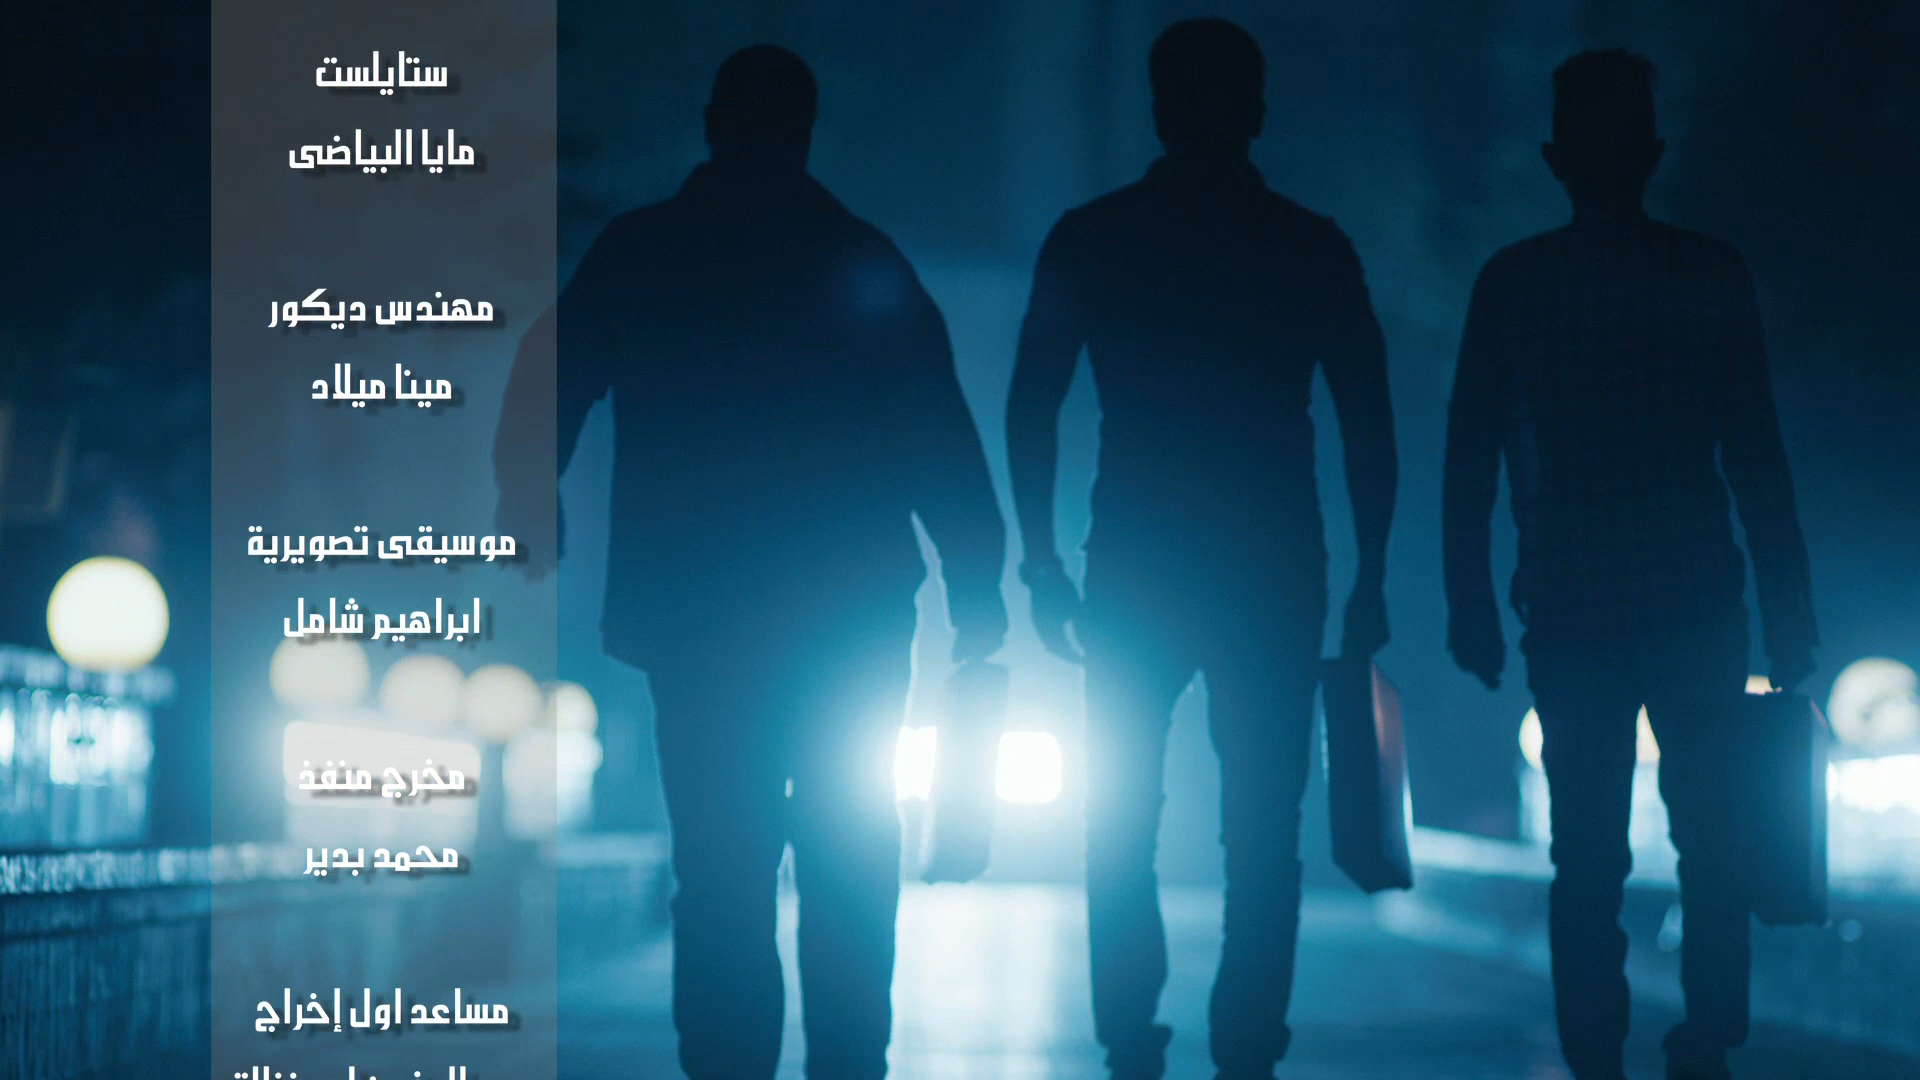 ستايلست
مايا البياضى
مهندس ديكور
مينا ميلاد
موسيقى تصويرية
ابراهيم شامل
مخرج منفذ
محمد بدير
مساعد اول إخراج